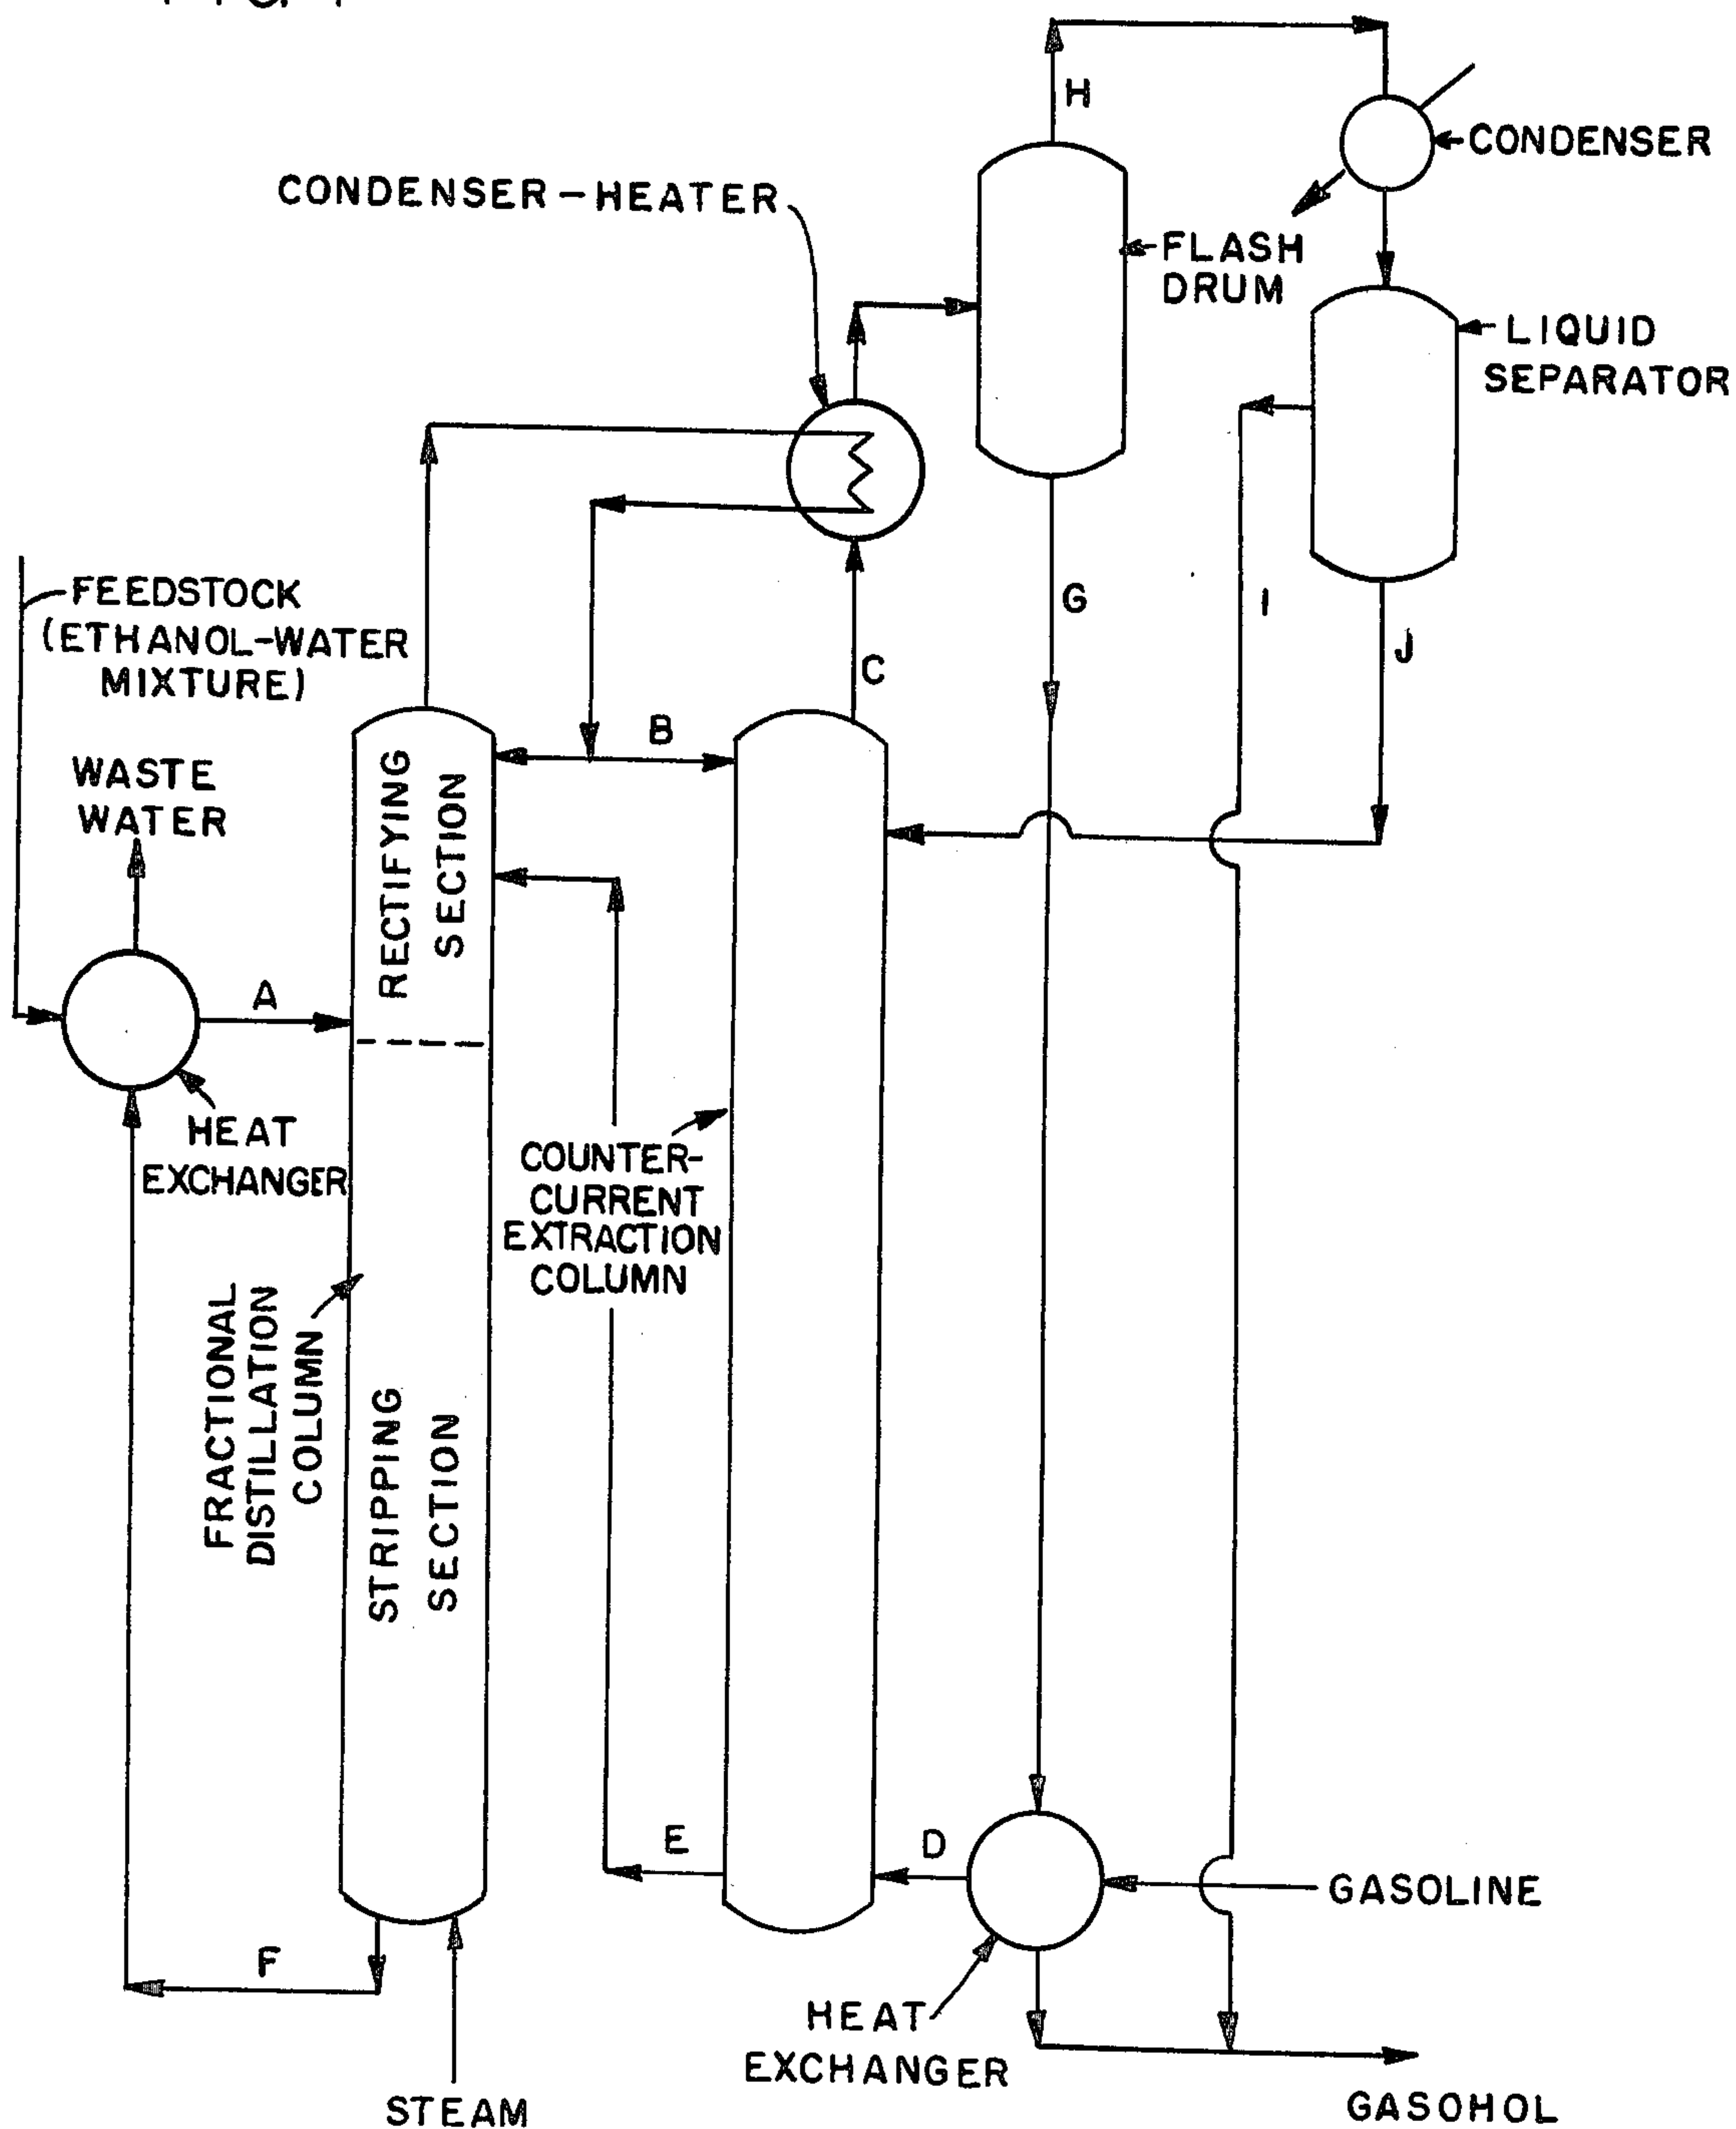 H
CONDENSER
CONDENSER-HEATER
FLASH
DRUM
LIQUID
SEPARATOR
FEEDSTOCK
(ETHANOL-WATER
MIXTURE)
G
I
J
C
B
WASTE
WATER
RECTIFYING
SECTION
A
HEAT
EXCHANGER
COUNTER-
CURRENT
EXTRACTION
COLUMN
FRACTIONAL
DISTILLATION
COLUMN
STRIPPING
SECTION
E
D
GASOLINE
F
HEAT
EXCHANGER
STEAM
GASOHOL